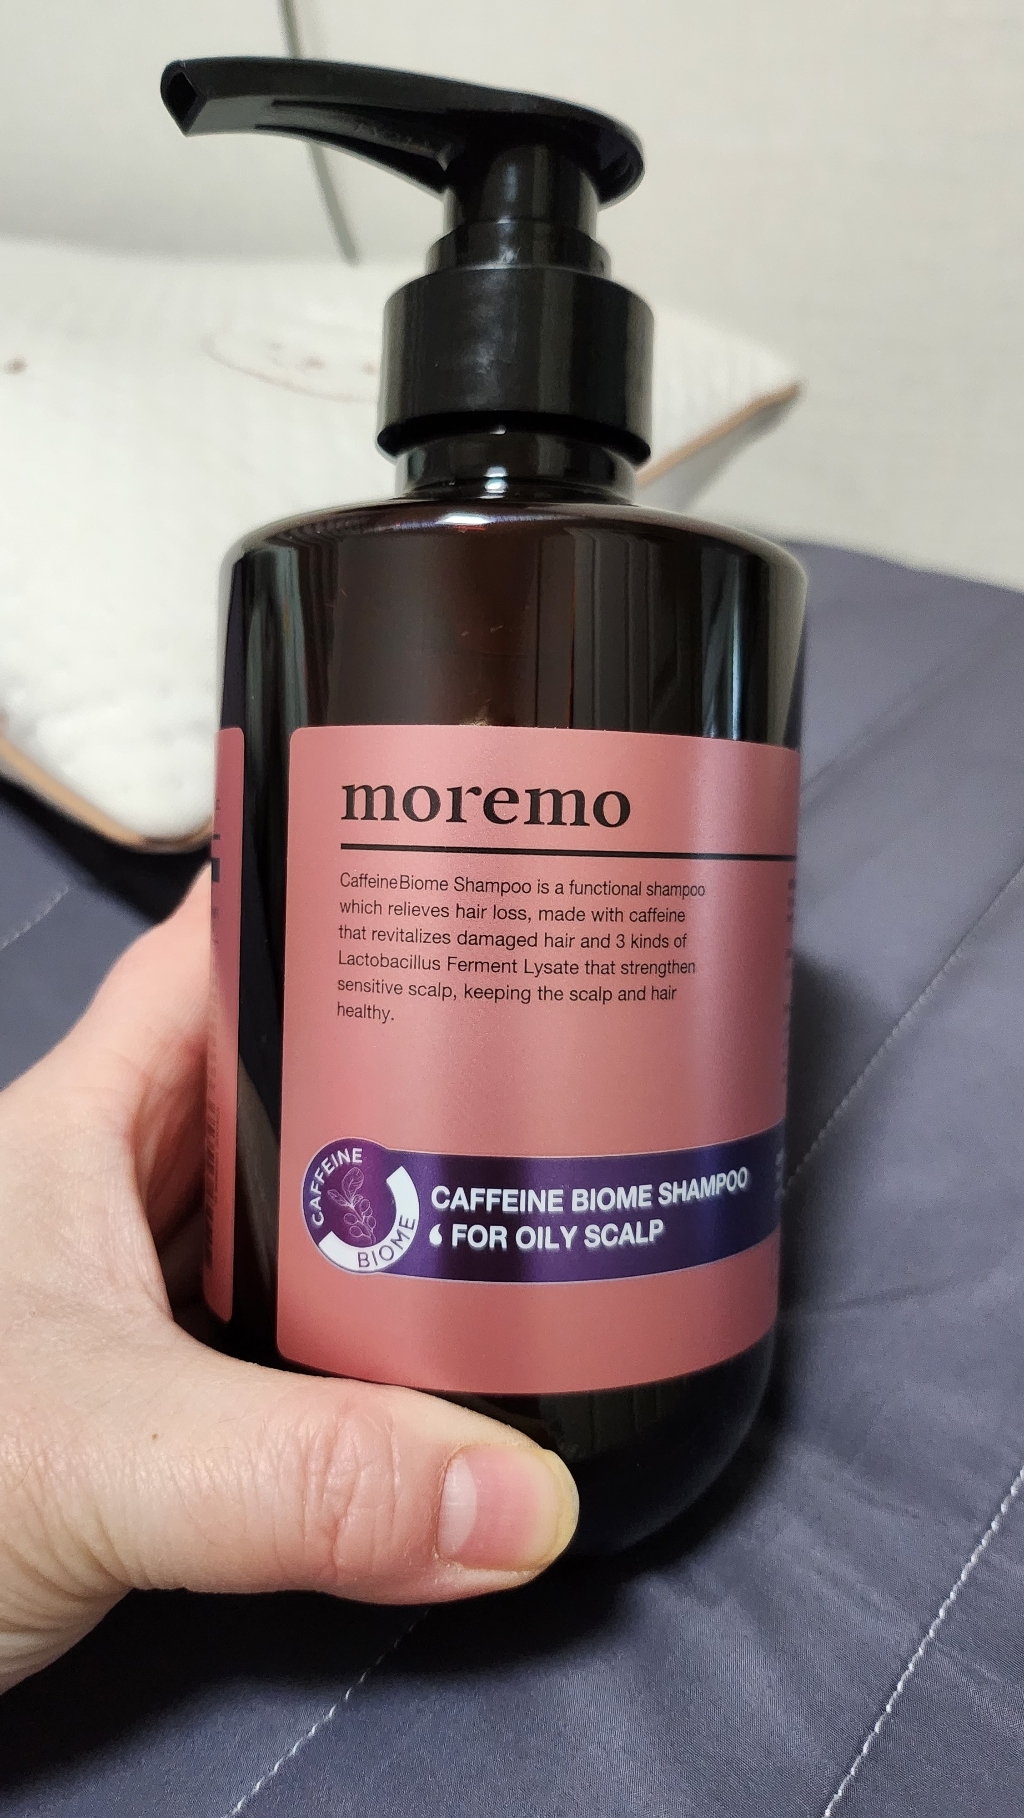 moremo
CaffeineBiome Shampoo is a functional shampoo
which relieves hair loss, made with caffeine
that revitalizes damaged hair and 3 kinds of
Lactobacillus Ferment Lysate that strengthen
sensitive scalp, keeping the scalp and hair
healthy.
CAFFEINE
BIOME
CAFFEINE BIOME SHAMPOO
FOR OILY SCALP